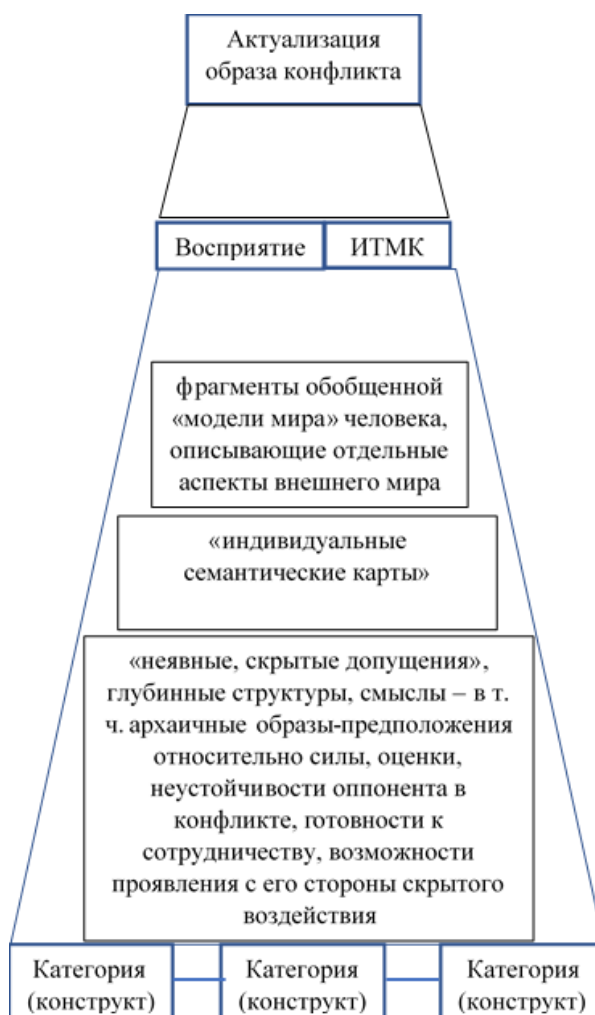 Актуализация
образа конфликта
Восприятие
ИТМК
фрагменты обобщенной
«модели мира» человека,
описывающие отдельные
аспекты внешнего мира
«индивидуальные
семантические карты»
«неявные, скрытые допущения»,
глубинные структуры, смыслы – в т.
ч. архаичные образы-предположения
относительно силы, оценки,
неустойчивости оппонента в
конфликте, готовности к
сотрудничеству, возможности
проявления с его стороны скрытого
воздействия
Категория
(конструкт)
Категория
(конструкт)
Категория
(конструкт)